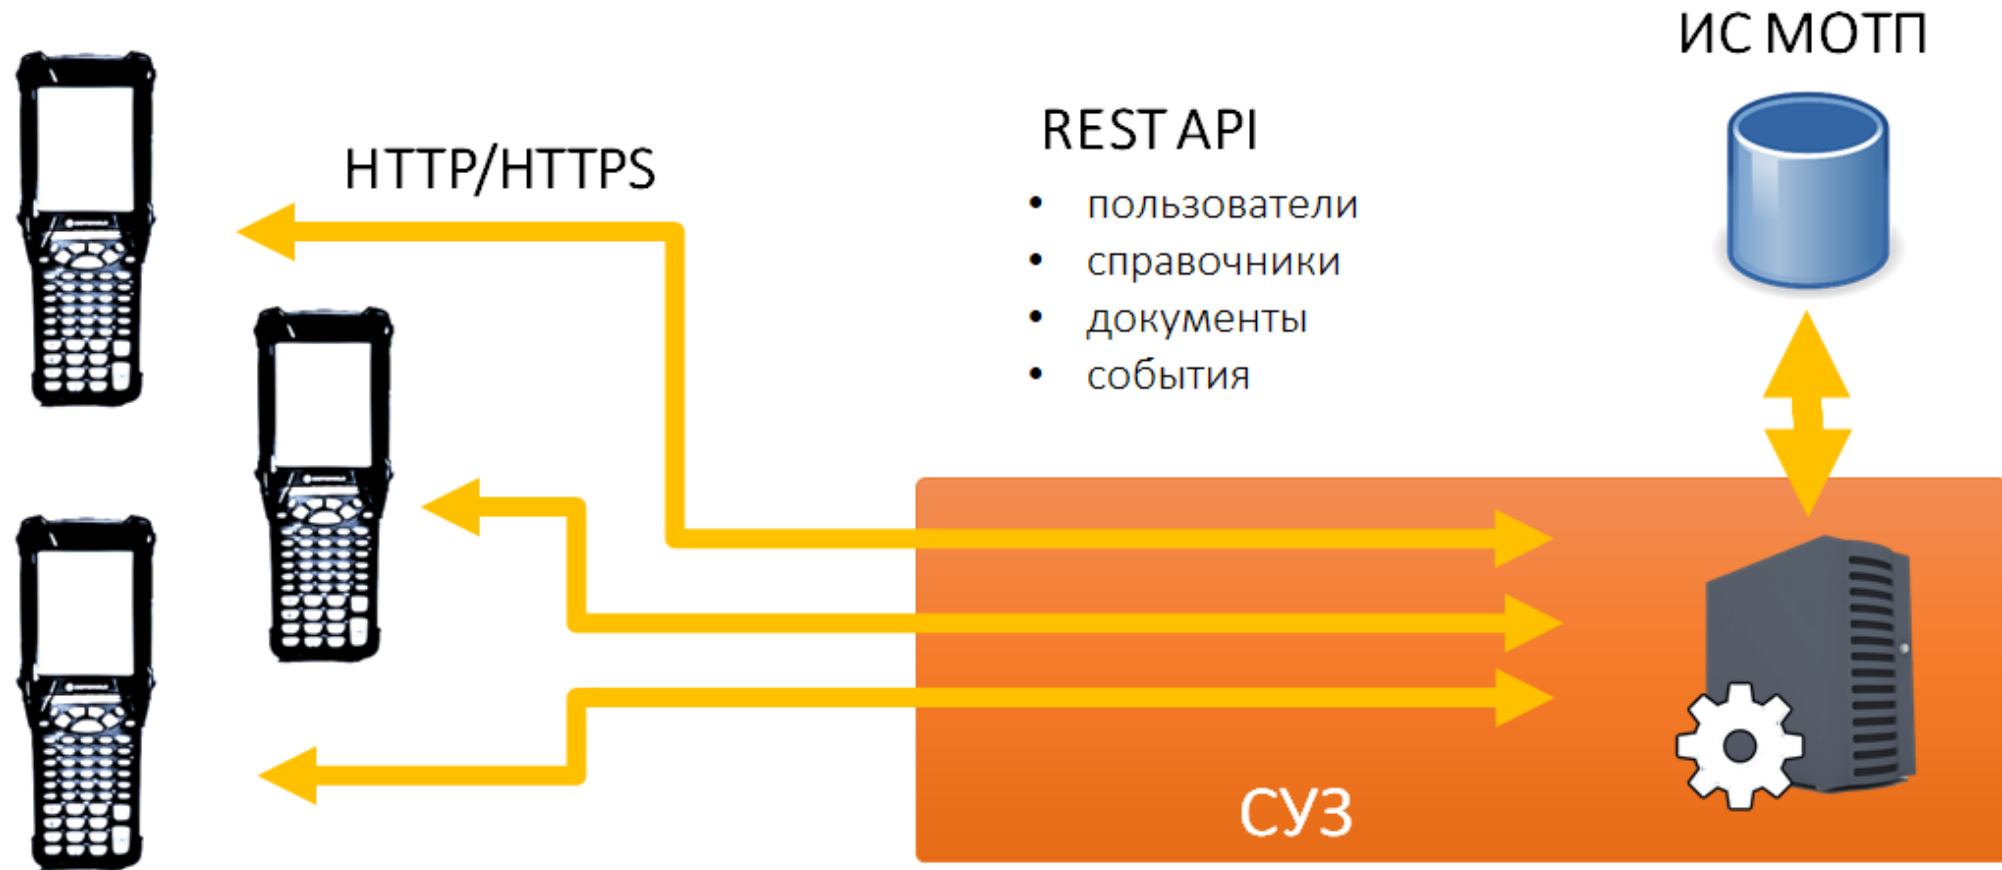 ИС МОТП
REST API
HTTP/HTTPS
• пользователи
• справочники
• документы
• события
СУЗ